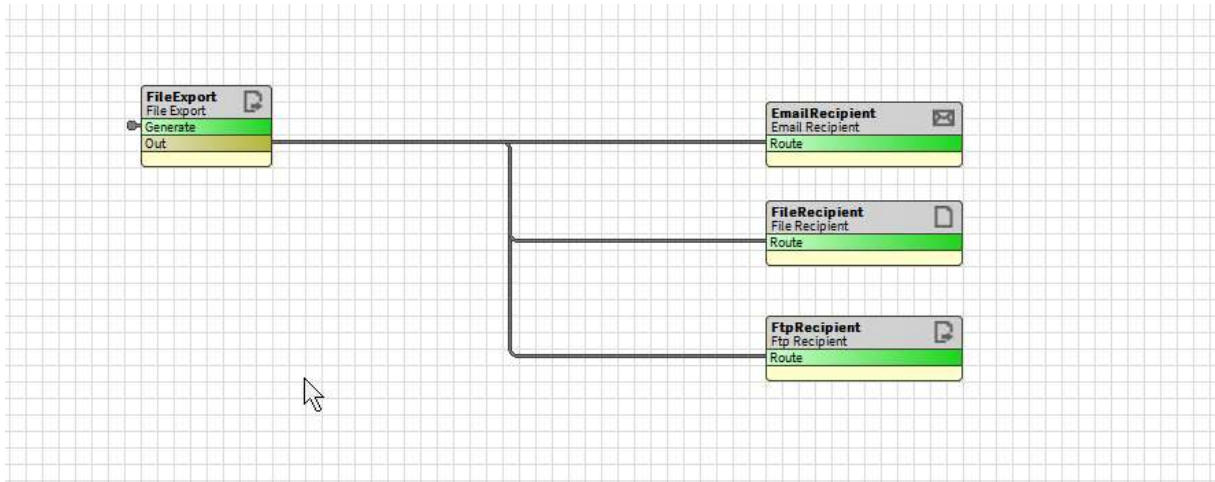 FileExport
File Export
Generate
Out
EmailRecipient
Email Recipient
Route
FileRecipient
File Recipient
Route
FtpRecipient
Ftp Recipient
Route